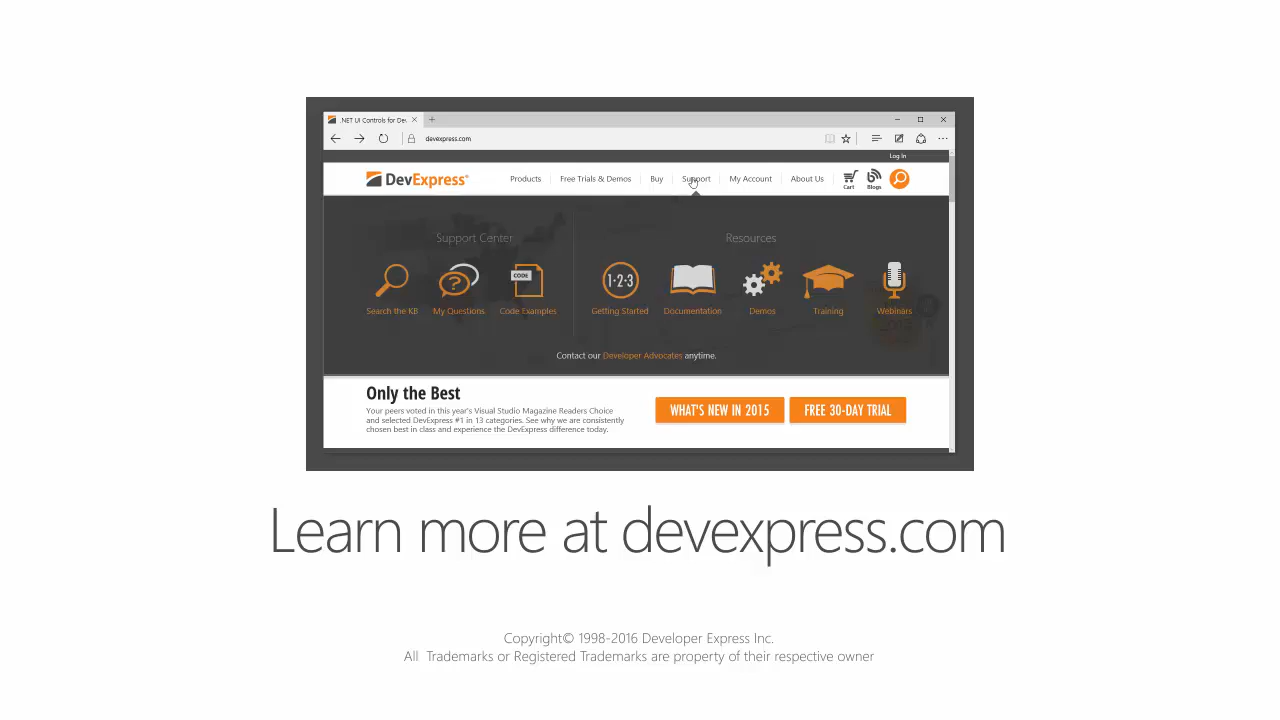 .NET UI Controls for Dev
devexpress.com
Log In
DevExpress®
Products
Free Trials & Demos
Buy
Support
My Account
About Us
Cart
Blogs
Support Center
Resources
CODE
1·2·3
?
Search the KB
My Questions
Code Examples
Getting Started
Documentation
Demos
Training
Webinars
Contact our Developer Advocates anytime.
Only the Best
Your peers voted in this year's Visual Studio Magazine Readers Choice
and selected DevExpress #1 in 13 categories. See why we are consistently
chosen best in class and experience the DevExpress difference today.
WHAT'S NEW IN 2015
FREE 30-DAY TRIAL
Learn more at devexpress.com
Copyright© 1998-2016 Developer Express Inc.
All Trademarks or Registered Trademarks are property of their respective owner